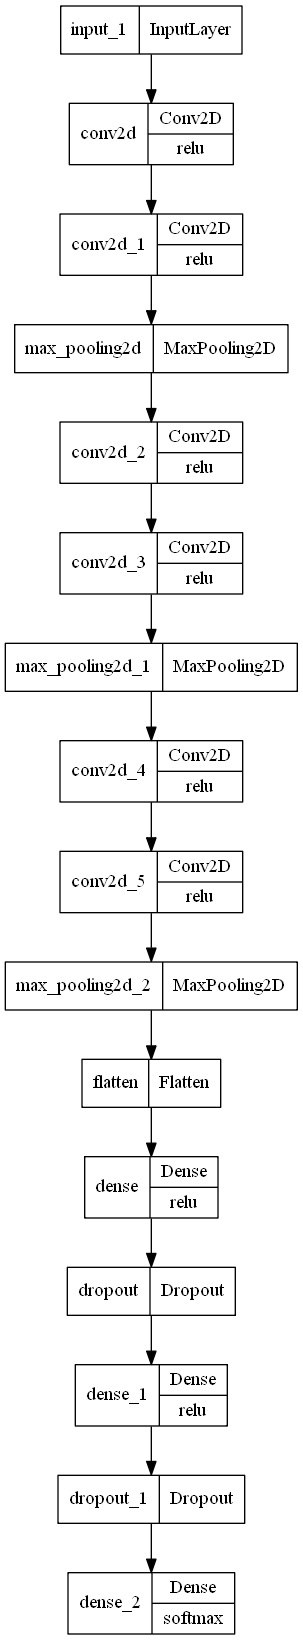 input_1 InputLayer
conv2d Conv2D
relu
conv2d_1 Conv2D
relu
max_pooling2d MaxPooling2D
conv2d_2 Conv2D
relu
conv2d_3 Conv2D
relu
max_pooling2d_1 MaxPooling2D
conv2d_4 Conv2D
relu
conv2d_5 Conv2D
relu
max_pooling2d_2 MaxPooling2D
flatten Flatten
dense Dense
relu
dropout Dropout
dense_1 Dense
relu
dropout_1 Dropout
dense_2 Dense
softmax